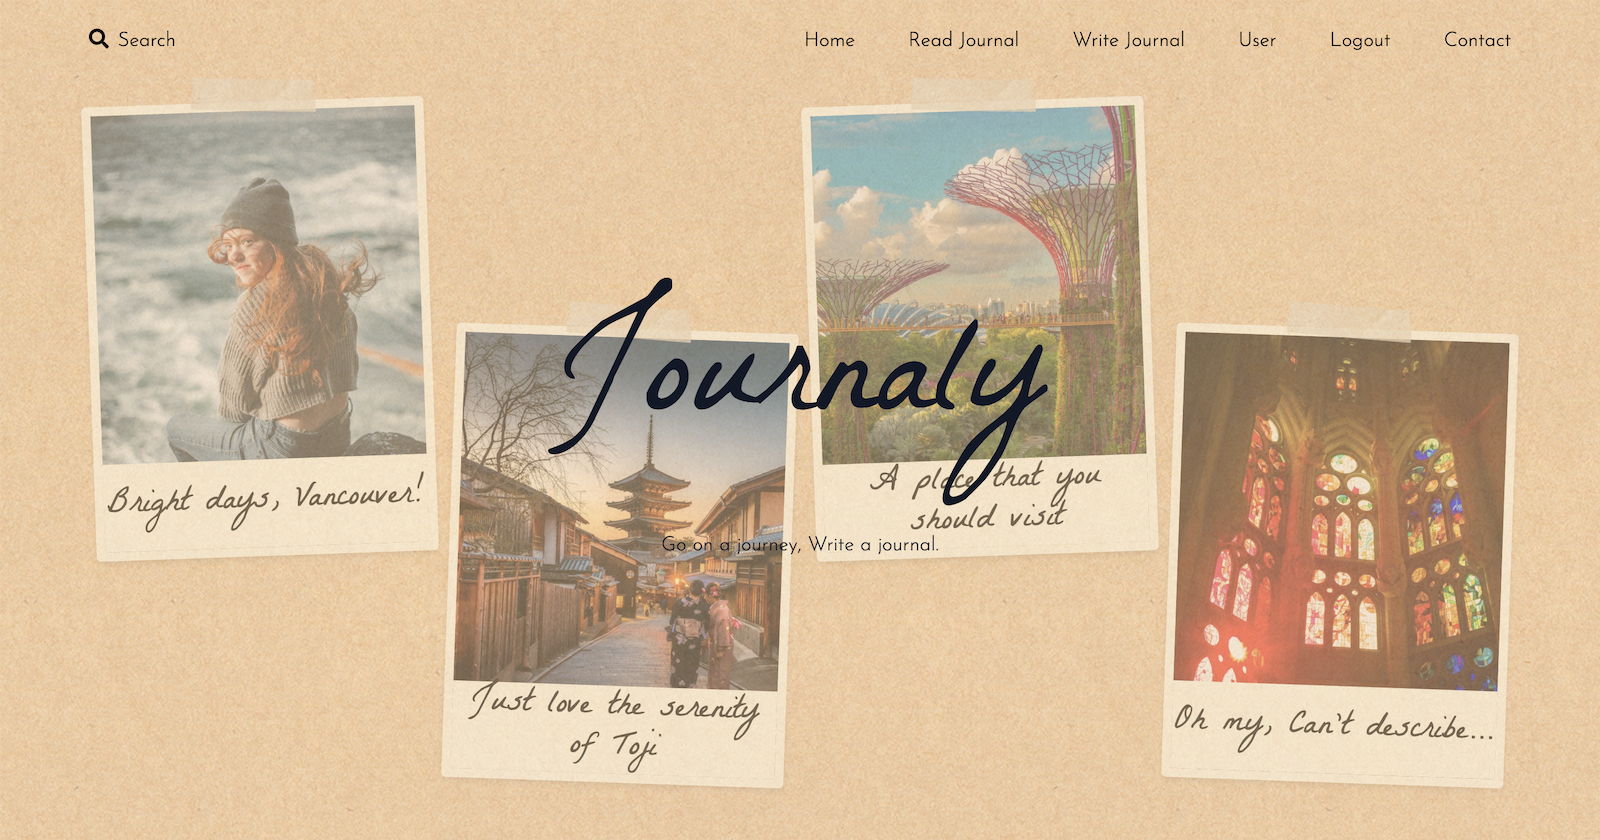 Search
Home
Read Journal
Write Journal
User
Logout
Contact
Journaly
Go on a journey, Write a journal.
Bright days, Vancouver!
Just love the serenity
of Toji
A place that you
should visit
Oh my, Can't describe...